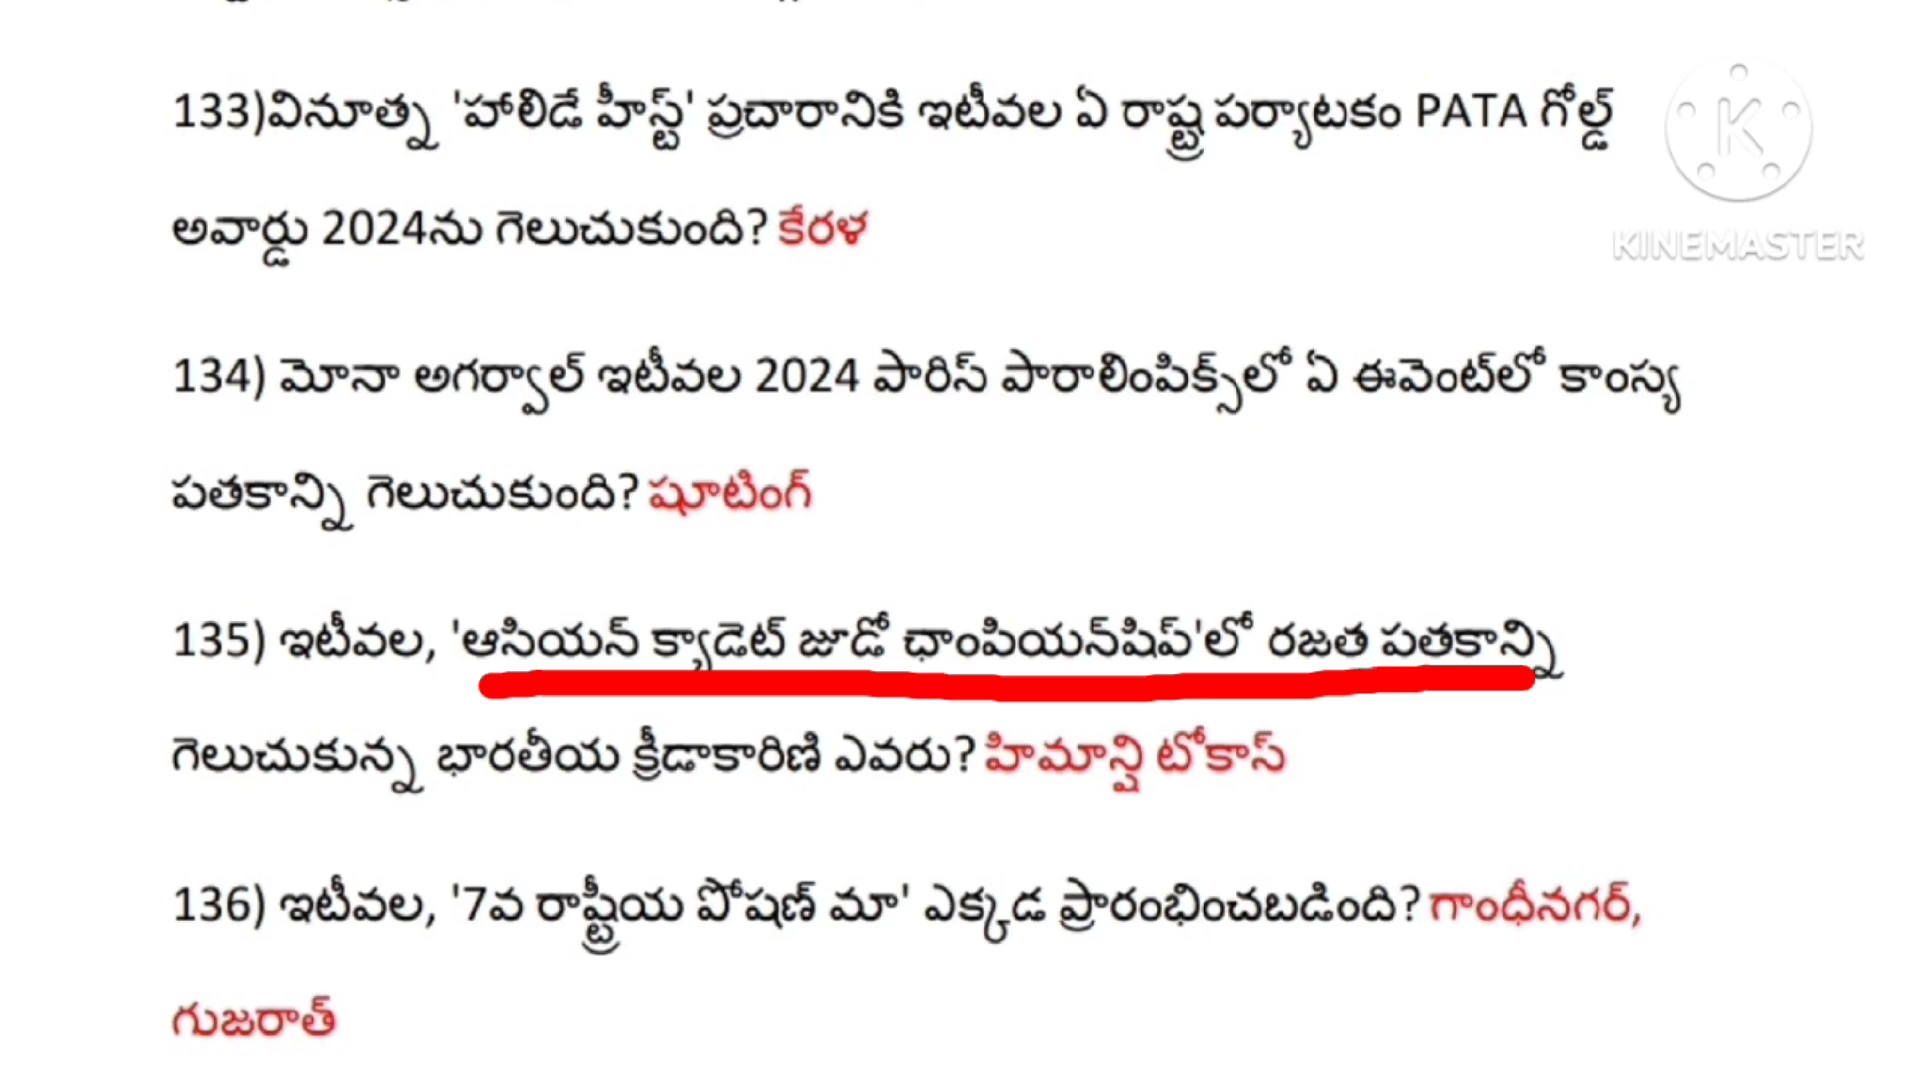 133)వినూత్న 'హాలిడే హీస్ట్' ప్రచారానికి ఇటీవల ఏ రాష్ట్ర పర్యాటకం PATA గోల్డ్
అవార్డు 2024ను గెలుచుకుంది? కేరళ
134) మోనా అగర్వాల్ ఇటీవల 2024 పారిస్ పారాలింపిక్స్‌లో ఏ ఈవెంట్‌లో కాంస్య
పతకాన్ని గెలుచుకుంది? షూటింగ్
135) ఇటీవల, 'ఆసియన్ క్యాడెట్ జూడో ఛాంపియన్‌షిప్'లో రజత పతకాన్ని
గెలుచుకున్న భారతీయ క్రీడాకారిణి ఎవరు? హిమాన్షి టోకాస్
136) ఇటీవల, '7వ రాష్ట్రీయ పోషణ్ మా' ఎక్కడ ప్రారంభించబడింది? గాంధీనగర్,
గుజరాత్
K
KINEMASTER